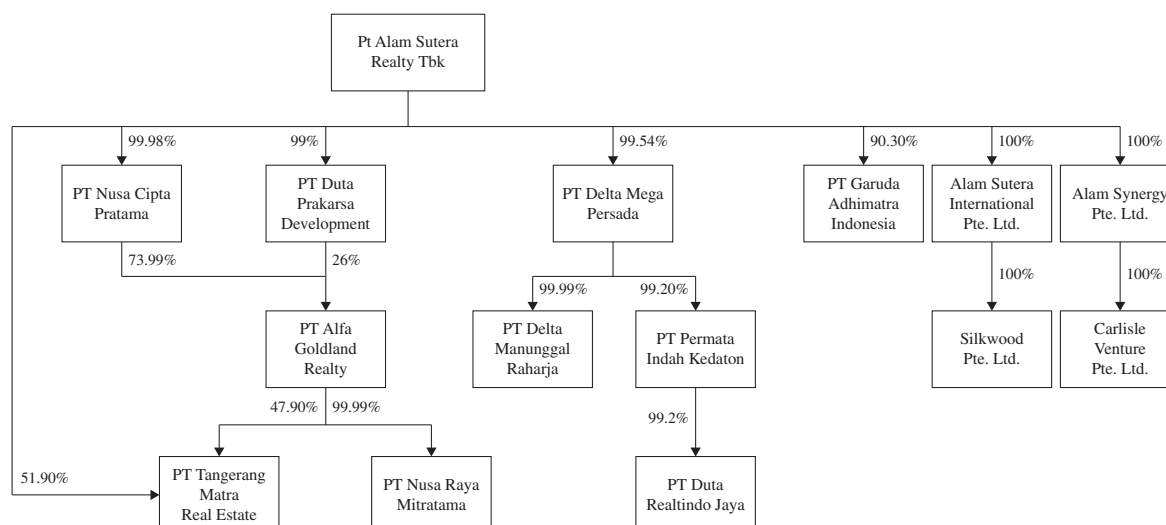 Pt Alam Sutera
Realty Tbk
99.98%
99%
99.54%
90.30%
100%
100%
PT Nusa Cipta
Pratama
PT Duta
Prakarsa
Development
PT Delta Mega
Persada
PT Garuda
Adhimatra
Indonesia
Alam Sutera
International
Pte. Ltd.
Alam Synergy
Pte. Ltd.
73.99%
26%
99.99%
99.20%
100%
100%
PT Alfa
Goldland
Realty
PT Delta
Manunggal
Raharja
PT Permata
Indah Kedaton
Silkwood
Pte. Ltd.
Carlisle
Venture
Pte. Ltd.
47.90%
99.99%
99.2%
51.90%
PT Tangerang
Matra
Real Estate
PT Nusa Raya
Mitratama
PT Duta
Realtindo Jaya